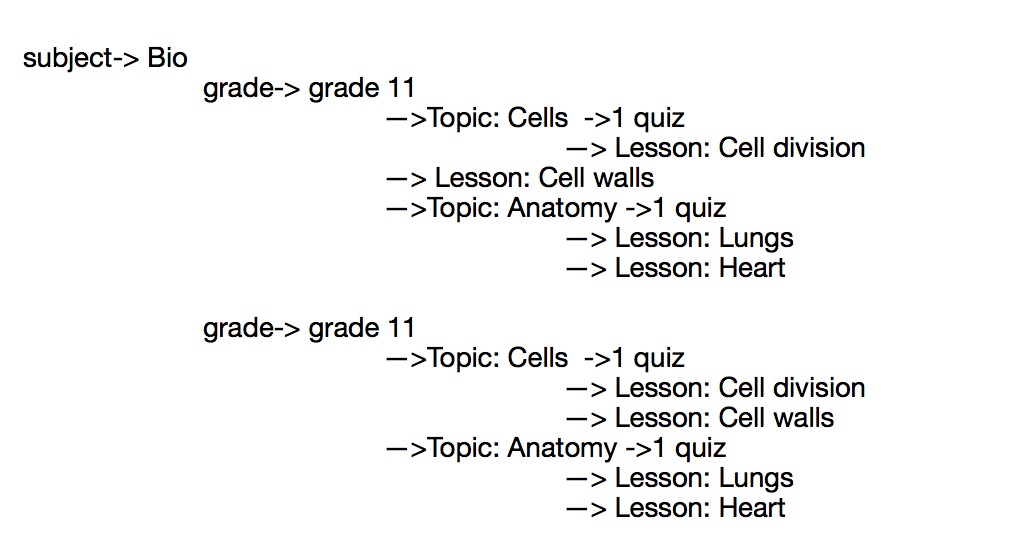 subject-> Bio
grade-> grade 11
—>Topic: Cells ->1 quiz
—> Lesson: Cell division
—> Lesson: Cell walls
—>Topic: Anatomy ->1 quiz
—> Lesson: Lungs
—> Lesson: Heart
grade-> grade 11
—>Topic: Cells ->1 quiz
—> Lesson: Cell division
—> Lesson: Cell walls
—>Topic: Anatomy ->1 quiz
—> Lesson: Lungs
—> Lesson: Heart